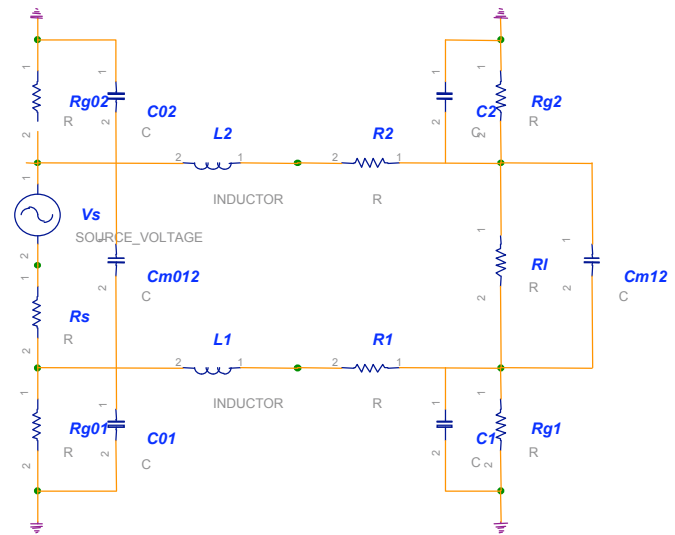 1 1 1 1
Rg02 C02 C2 Rg2
R C C R
2 2 2 2
L2 R2
2 1 2 1
INDUCTOR R
1
Vs
SOURCE_VOLTAGE
2
1
Cm012
C
2
1
Rl
R
2
1
Cm12
C
2
1
Rs
R
2
L1 R1
2 1 2 1
INDUCTOR R
1 1 1 1
Rg01 C01 C1 Rg1
R C C R
2 2 2 2